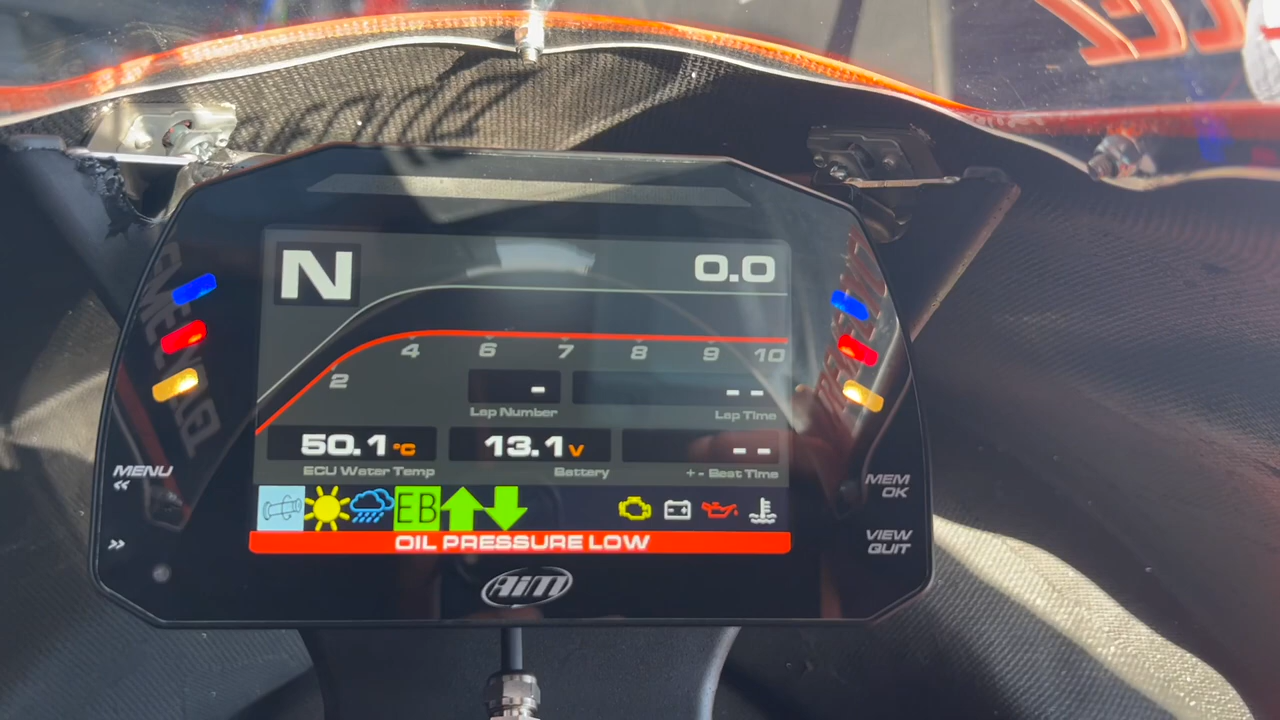 N
0.0
2 4 6 7 8 9 10
-
--
Lap Number
Lap Time
50.1 °C
13.1 V
--
ECU Water Temp
Battery
+ - Best Time
EB
OIL PRESSURE LOW
MENU
<<
>>
MEM
OK
VIEW
QUIT
AiM